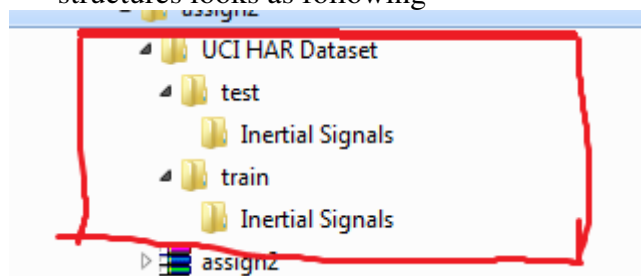 structures looks as following
assign2
UCI HAR Dataset
test
Inertial Signals
train
Inertial Signals
assign2